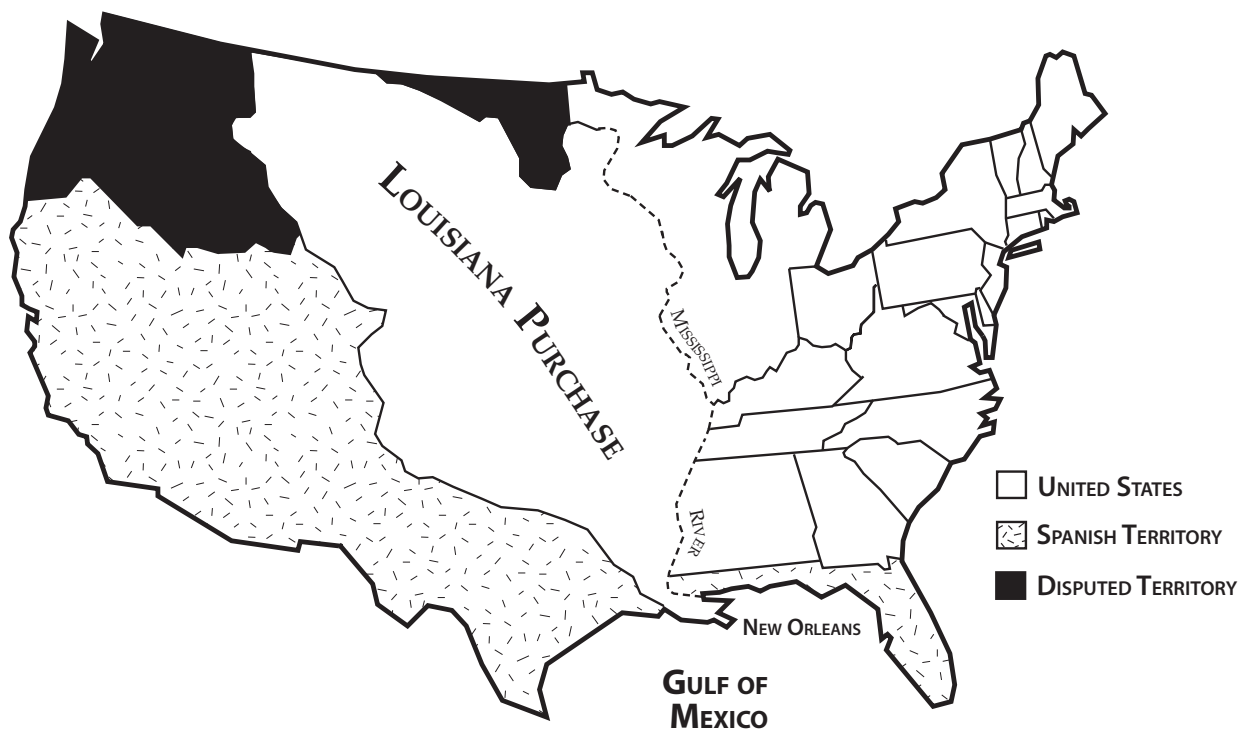 LOUISIANA PURCHASE
MISSISSIPPI
RIVER
UNITED STATES
SPANISH TERRITORY
DISPUTED TERRITORY
NEW ORLEANS
GULF OF
MEXICO